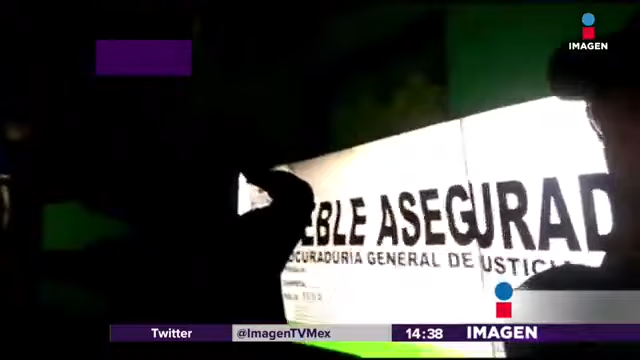 IMAGEN
EBLE ASEGURAD
OCURADURIA GENERAL DE USTICI
Twitter
@ImagenTVMex
14:38
IMAGEN